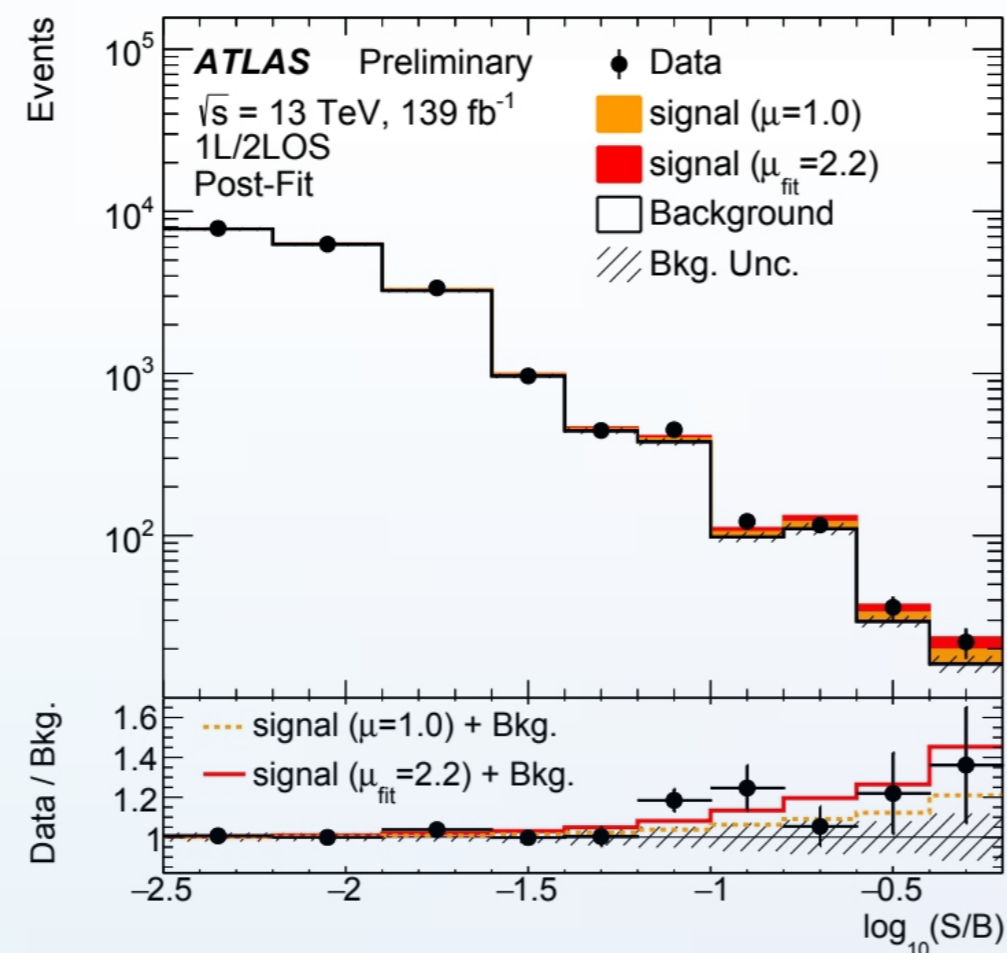 Events
10⁵
10⁴
10³
10²
ATLAS Preliminary
√s = 13 TeV, 139 fb⁻¹
1L/2LOS
Post-Fit
Data
signal (μ=1.0)
signal (μ_fit=2.2)
Background
Bkg. Unc.
Data / Bkg.
1.6
1.4
1.2
1
signal (μ=1.0) + Bkg.
signal (μ_fit=2.2) + Bkg.
−2.5 −2 −1.5 −1 −0.5
log₁₀(S/B)